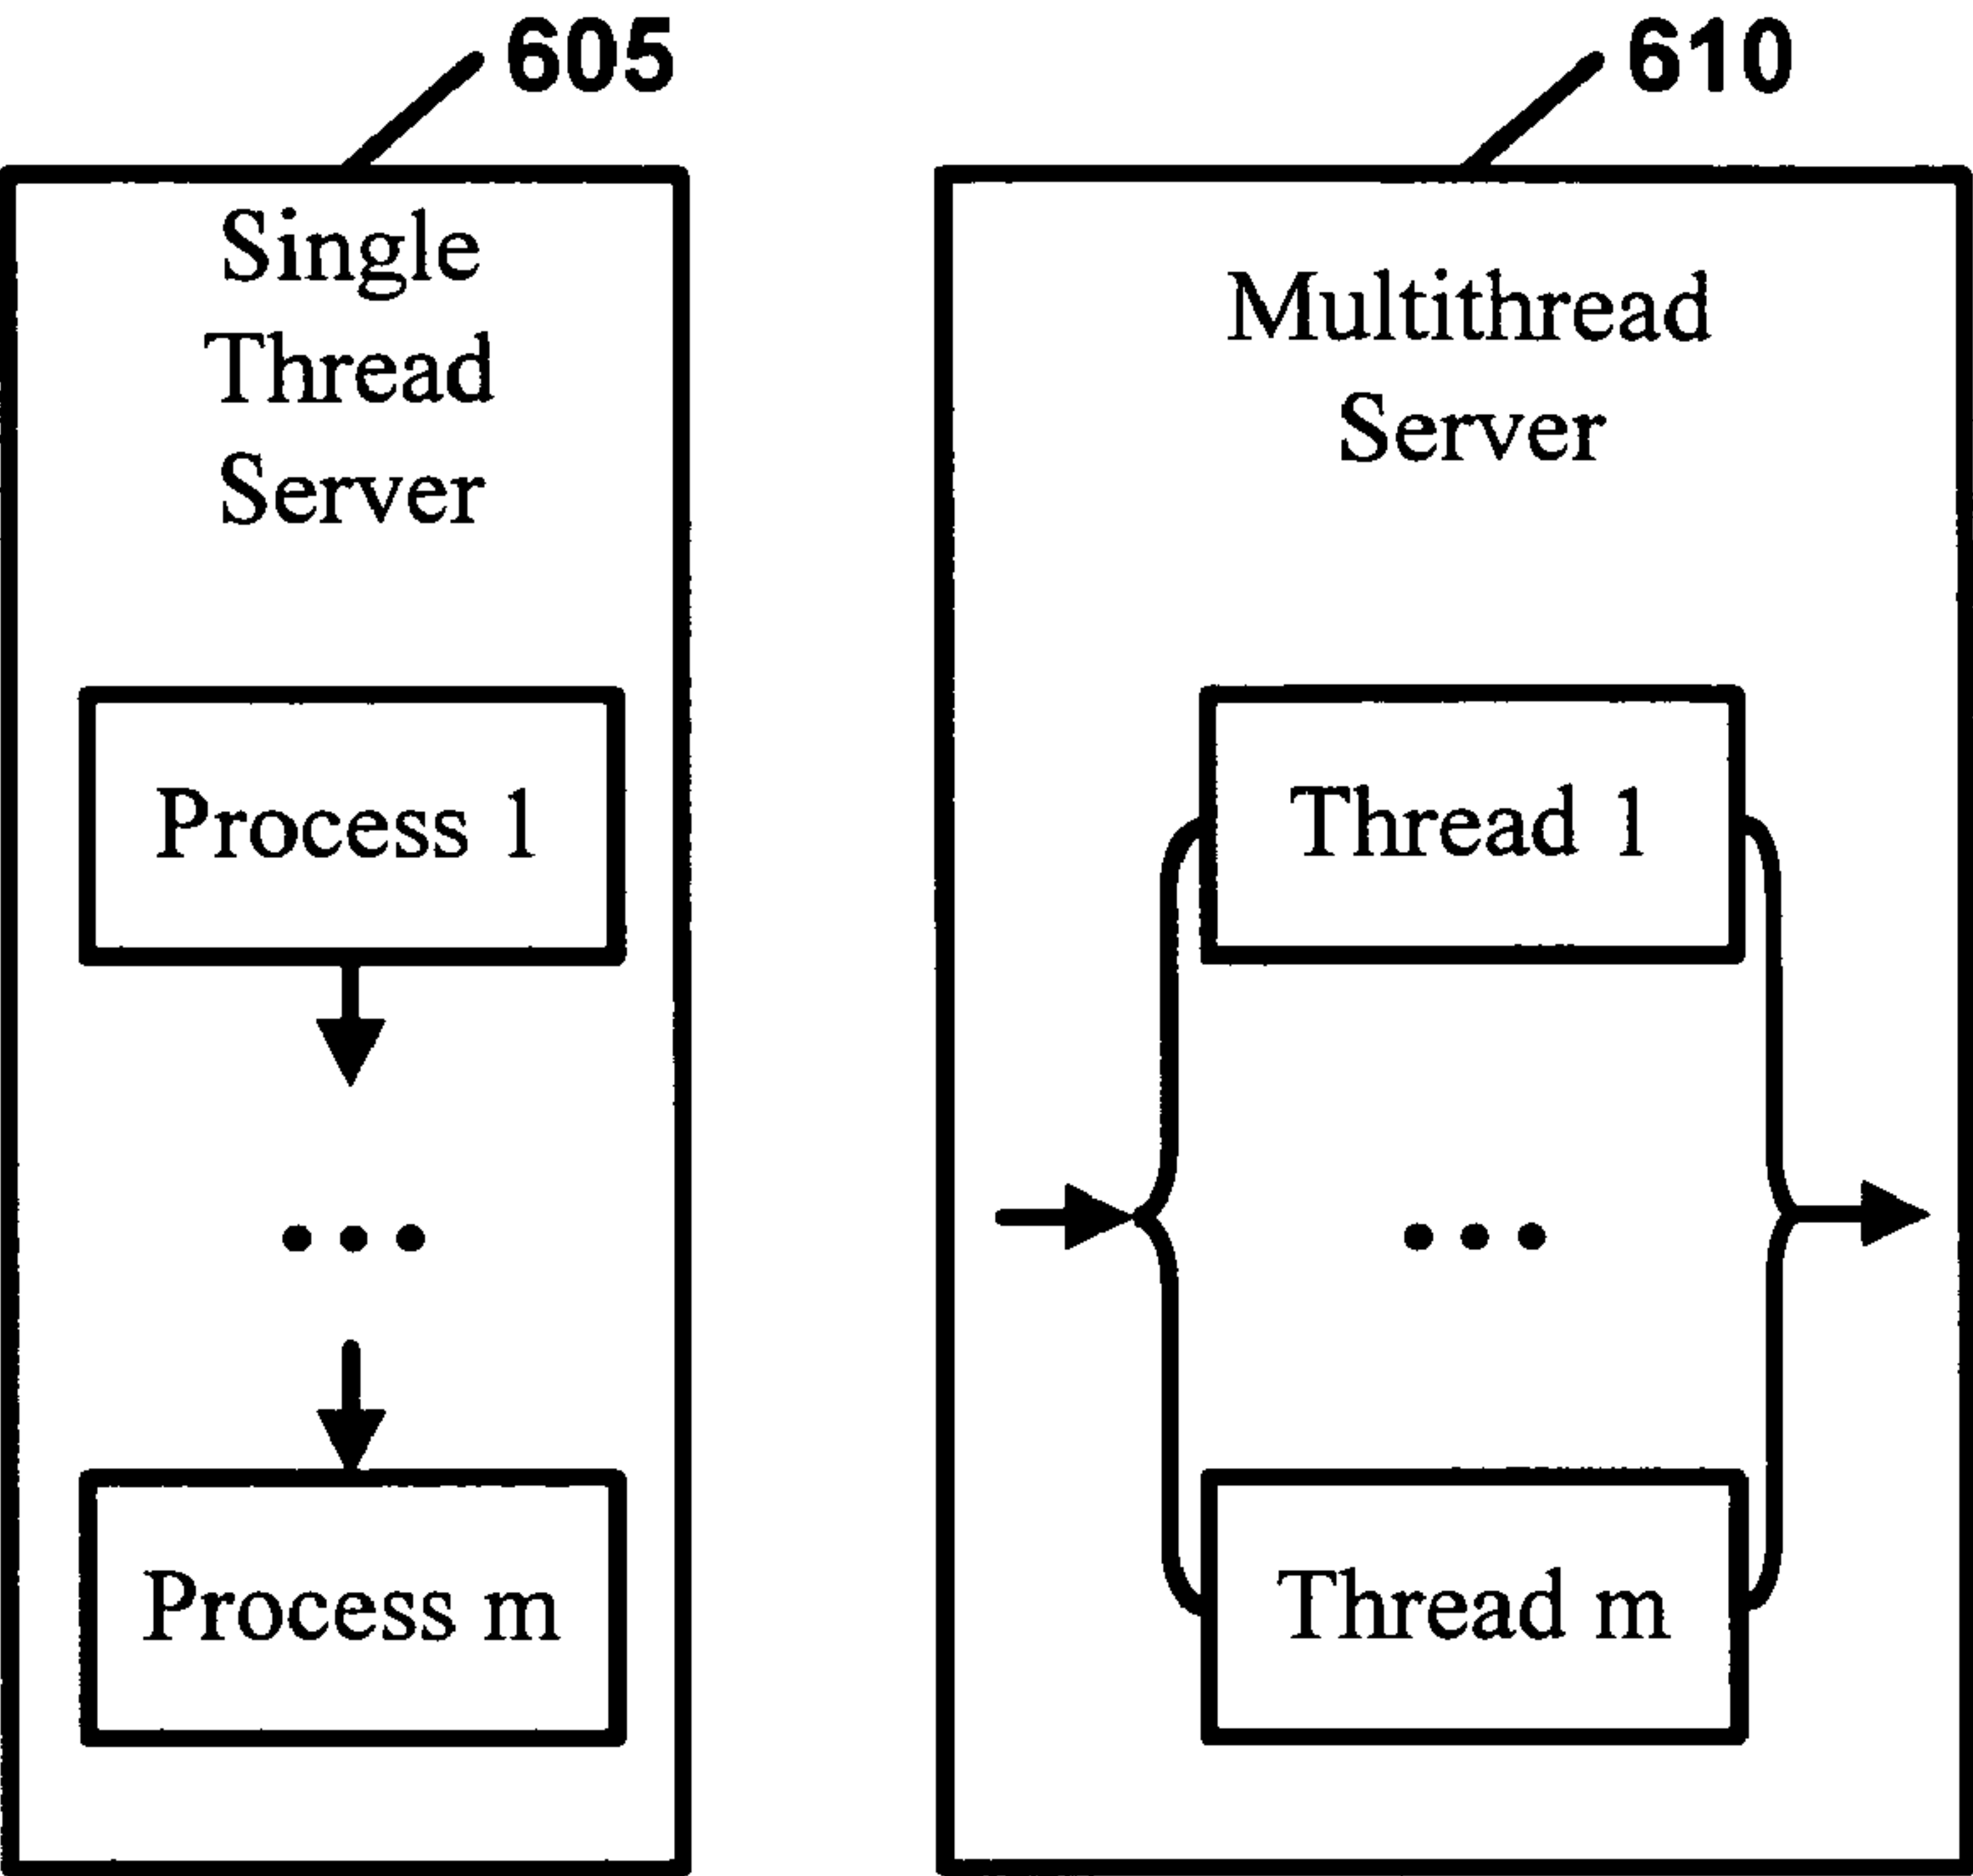 605
Single
Thread
Server
Process 1
...
Process m
610
Multithread
Server
Thread 1
...
Thread m